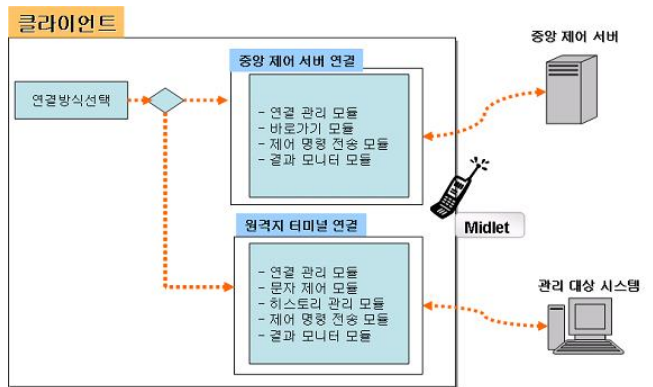 클라이언트
중앙 제어 서버
중앙 제어 서버 연결
연결방식선택
- 연결 관리 모듈
- 바로가기 모듈
- 제어 명령 전송 모듈
- 결과 모니터 모듈
Midlet
원격지 터미널 연결
- 연결 관리 모듈
- 문자 제어 모듈
- 히스토리 관리 모듈
- 제어 명령 전송 모듈
- 결과 모니터 모듈
관리 대상 시스템